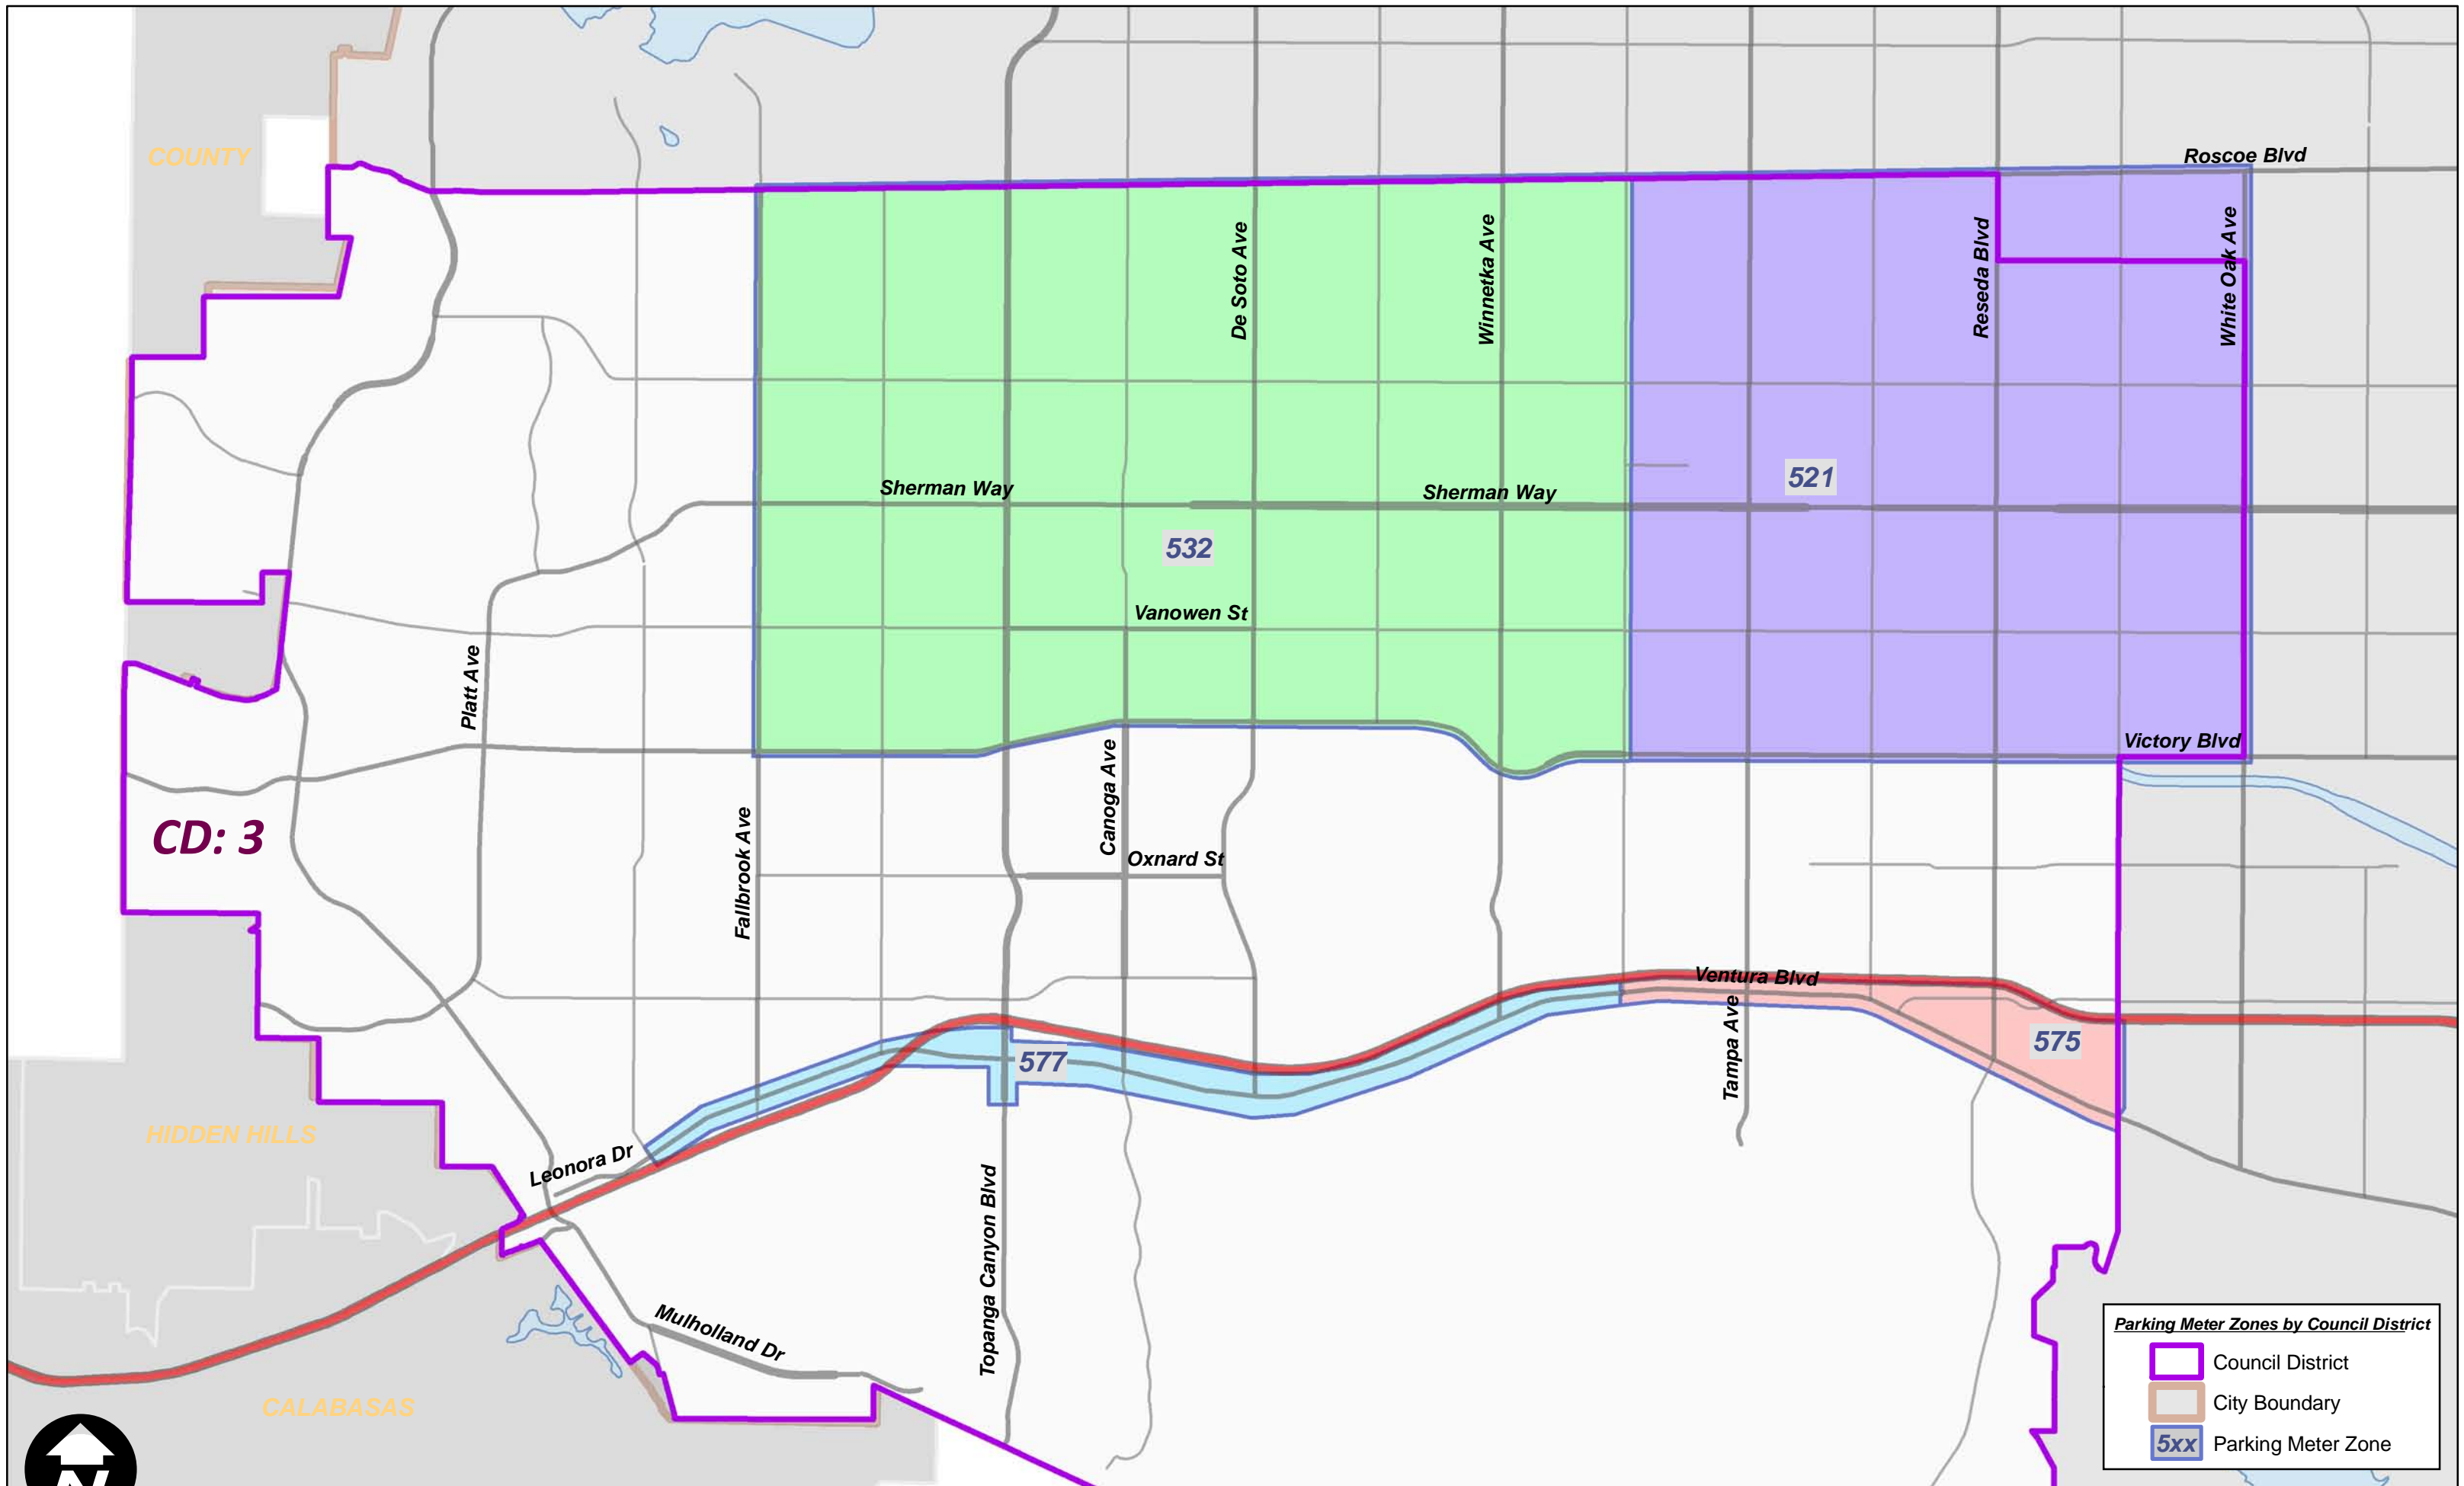 COUNTY
Roscoe Blvd
De Soto Ave
Winnetka Ave
Reseda Blvd
White Oak Ave
Sherman Way
Sherman Way
521
532
Vanowen St
Platt Ave
Victory Blvd
CD: 3
Fallbrook Ave
Canoga Ave
Oxnard St
Ventura Blvd
Tampa Ave
577
575
HIDDEN HILLS
Leonora Dr
Topanga Canyon Blvd
Mulholland Dr
CALABASAS
N
Parking Meter Zones by Council District
Council District
City Boundary
5xx Parking Meter Zone